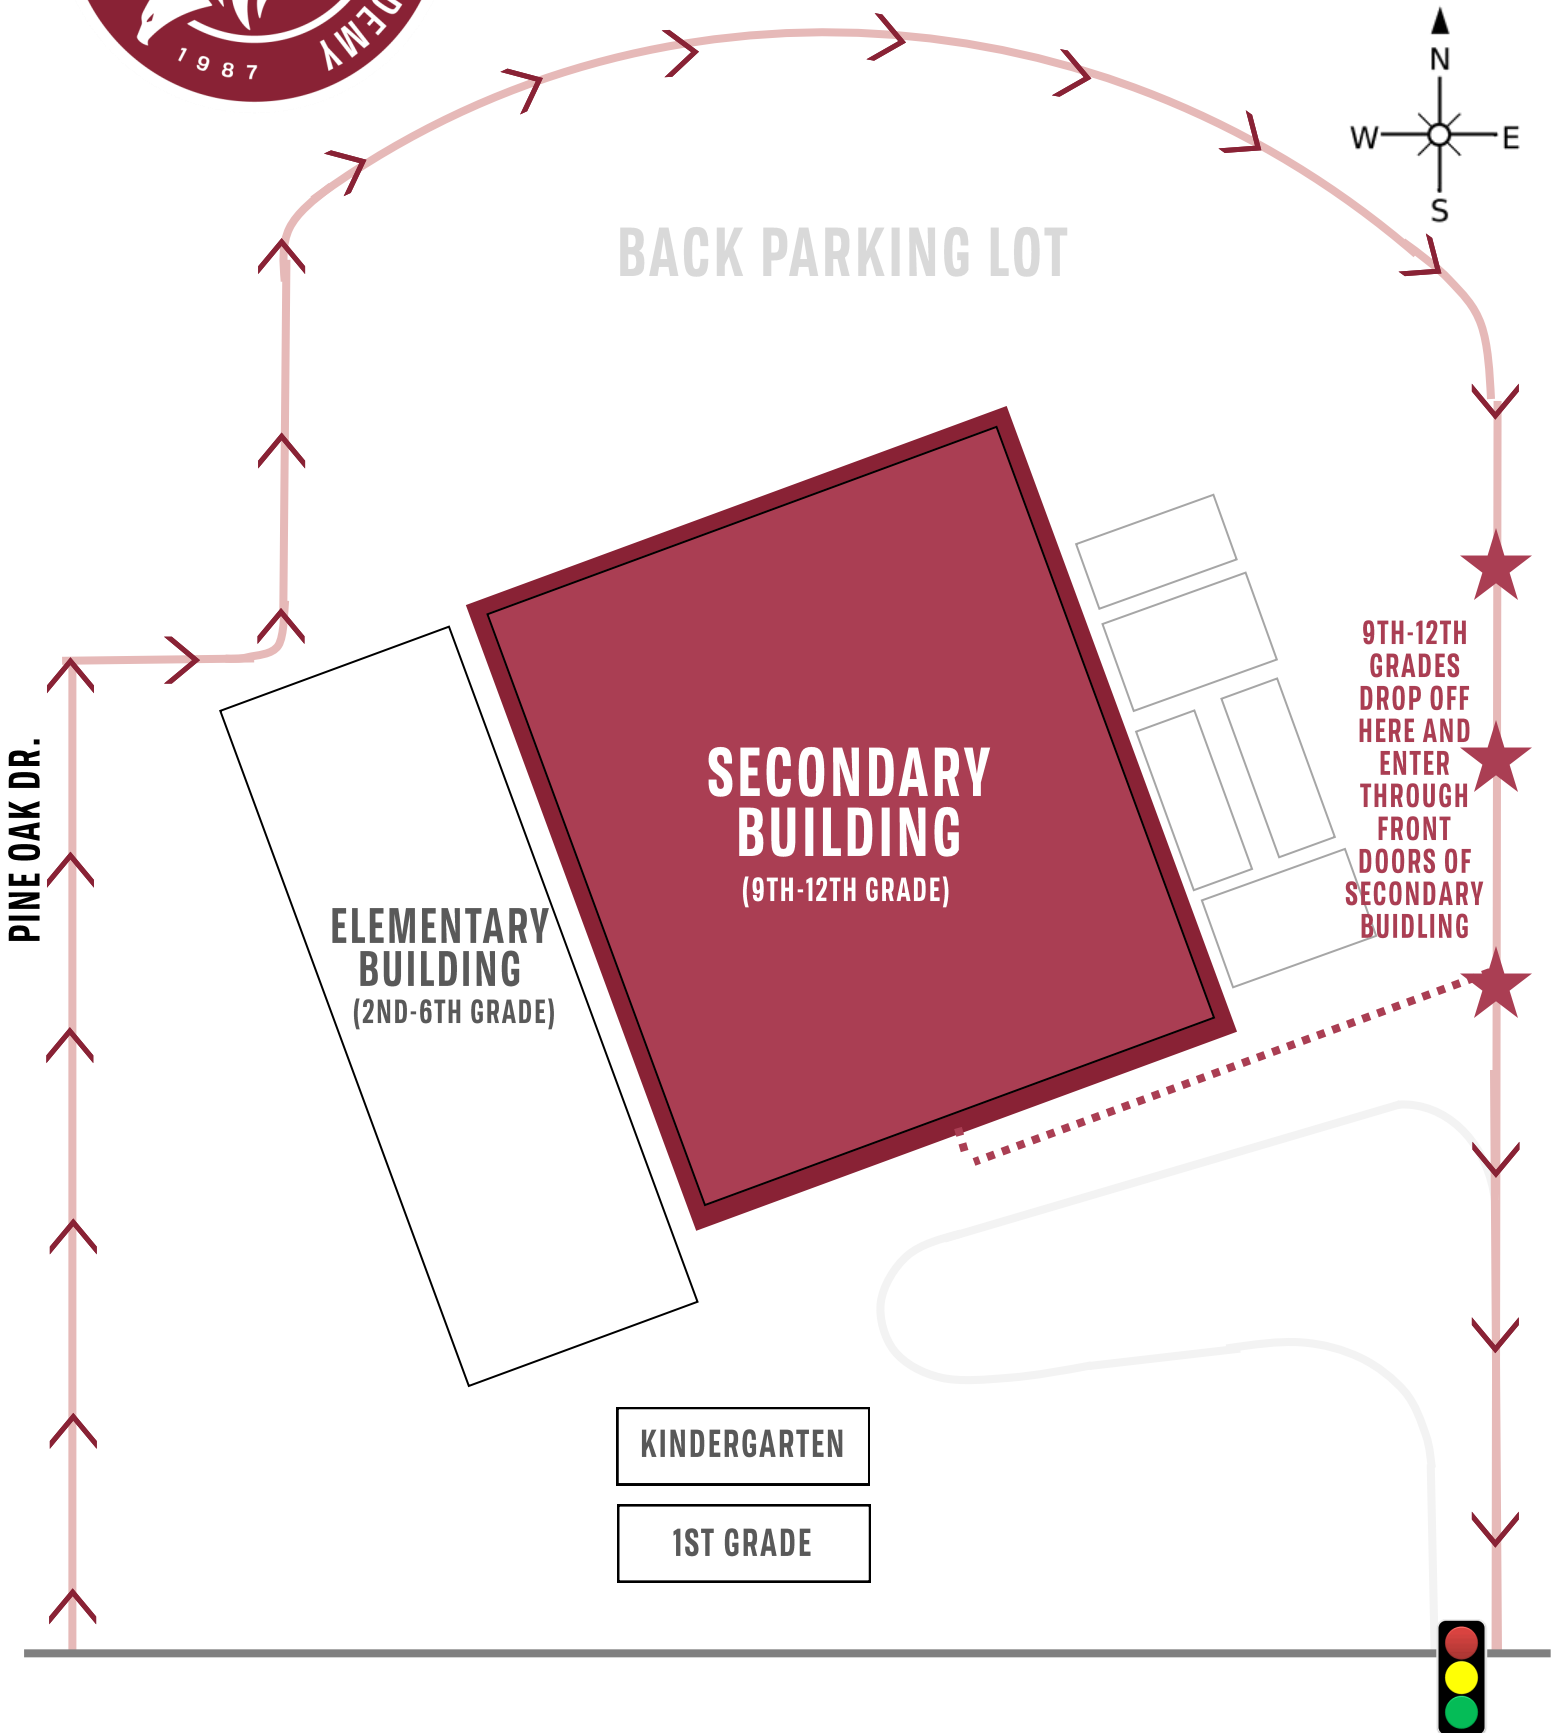 1987
DEMY
N
W
E
S
BACK PARKING LOT
9TH-12TH
GRADES
DROP OFF
HERE AND
ENTER
THROUGH
FRONT
DOORS OF
SECONDARY
BUIDLING
PINE OAK DR.
SECONDARY
BUILDING
(9TH-12TH GRADE)
ELEMENTARY
BUILDING
(2ND-6TH GRADE)
KINDERGARTEN
1ST GRADE